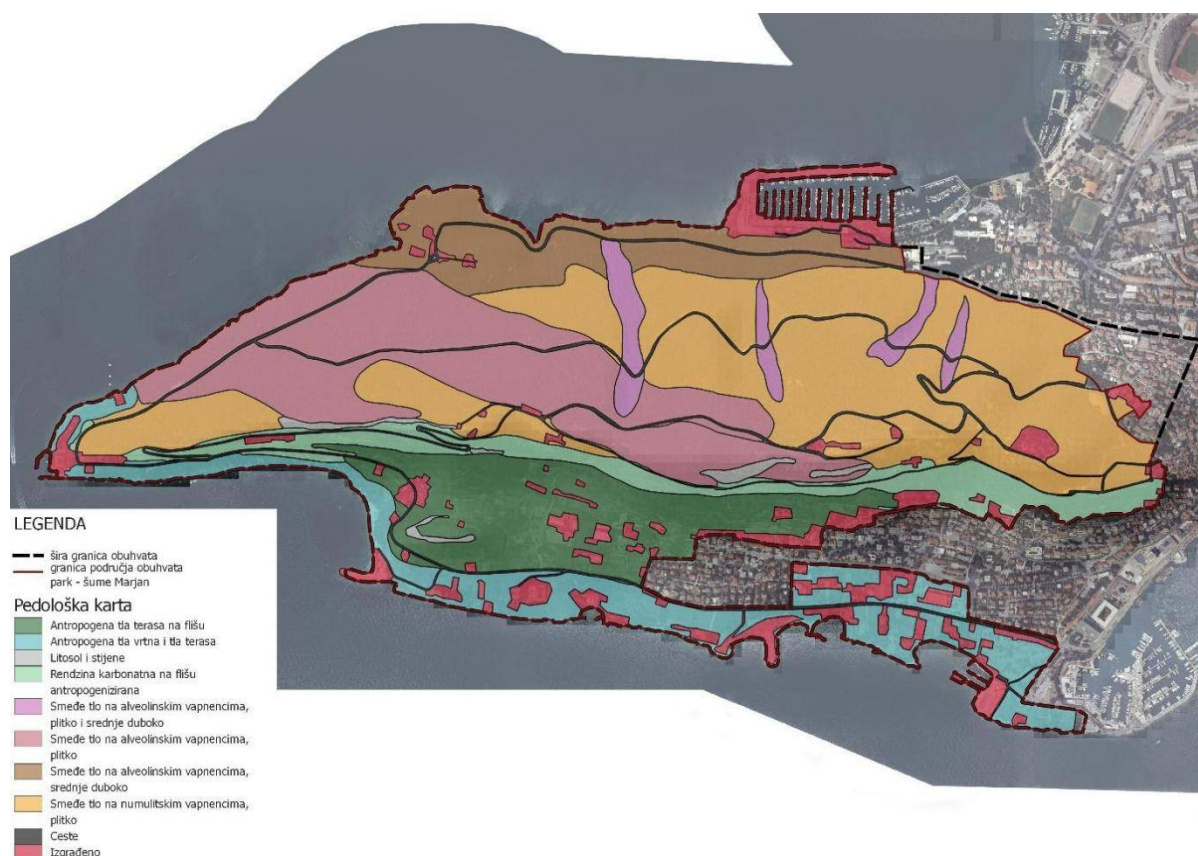 LEGENDA
šira granica obuhvata
granica područja obuhvata
park - šume Marjan
Pedološka karta
Antropogena tla terasa na flišu
Antropogena tla vrtna i tla terasa
Litosol i stijene
Rendzina karbonatna na flišu
antropogenizirana
Smeđe tlo na alveolinskim vapnencima,
plitko i srednje duboko
Smeđe tlo na alveolinskim vapnencima,
plitko
Smeđe tlo na alveolinskim vapnencima,
srednje duboko
Smeđe tlo na numulitskim vapnencima,
plitko
Ceste
Izgrađeno